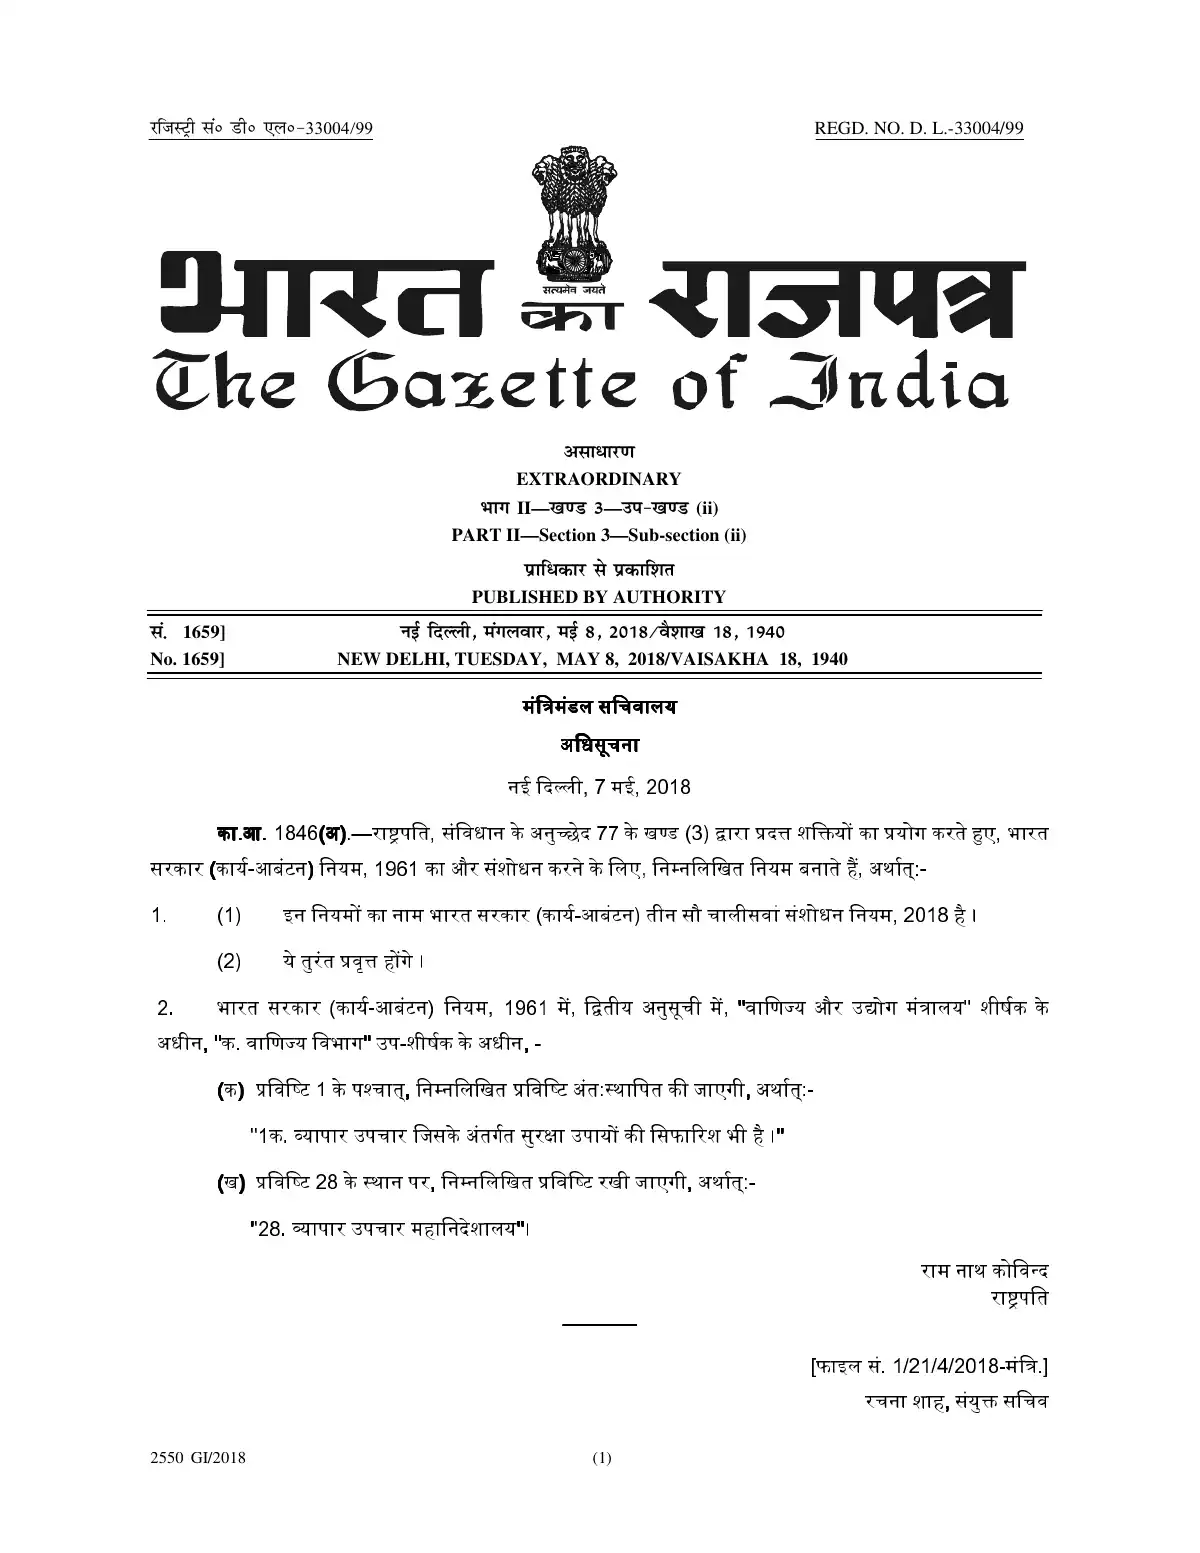 रजिस्ट्री सं० डी० एल०-33004/99
REGD. NO. D. L.-33004/99
सत्यमेव जयते
भारत का राजपत्र
The Gazette of India
असाधारण
EXTRAORDINARY
भाग II—खण्ड 3—उप-खण्ड (ii)
PART II—Section 3—Sub-section (ii)
प्राधिकार से प्रकाशित
PUBLISHED BY AUTHORITY
सं. 1659] नई दिल्ली, मंगलवार, मई 8, 2018/वैशाख 18, 1940
No. 1659] NEW DELHI, TUESDAY, MAY 8, 2018/VAISAKHA 18, 1940
मंत्रिमंडल सचिवालय
अधिसूचना
नई दिल्ली, 7 मई, 2018
का.आ. 1846(अ).—राष्ट्रपति, संविधान के अनुच्छेद 77 के खण्ड (3) द्वारा प्रदत्त शक्तियों का प्रयोग करते हुए, भारत
सरकार (कार्य-आबंटन) नियम, 1961 का और संशोधन करने के लिए, निम्नलिखित नियम बनाते हैं, अर्थात्:-
1. (1) इन नियमों का नाम भारत सरकार (कार्य-आबंटन) तीन सौ चालीसवां संशोधन नियम, 2018 है ।
(2) ये तुरंत प्रवृत्त होंगे ।
2. भारत सरकार (कार्य-आबंटन) नियम, 1961 में, द्वितीय अनुसूची में, "वाणिज्य और उद्योग मंत्रालय" शीर्षक के
अधीन, "क. वाणिज्य विभाग" उप-शीर्षक के अधीन, -
(क) प्रविष्टि 1 के पश्चात्, निम्नलिखित प्रविष्टि अंत:स्थापित की जाएगी, अर्थात्:-
"1क. व्यापार उपचार जिसके अंतर्गत सुरक्षा उपायों की सिफारिश भी है ।"
(ख) प्रविष्टि 28 के स्थान पर, निम्नलिखित प्रविष्टि रखी जाएगी, अर्थात्:-
"28. व्यापार उपचार महानिदेशालय"।
राम नाथ कोविन्द
राष्ट्रपति
[फाइल सं. 1/21/4/2018-मंत्रि.]
रचना शाह, संयुक्त सचिव
2550 GI/2018 (1)